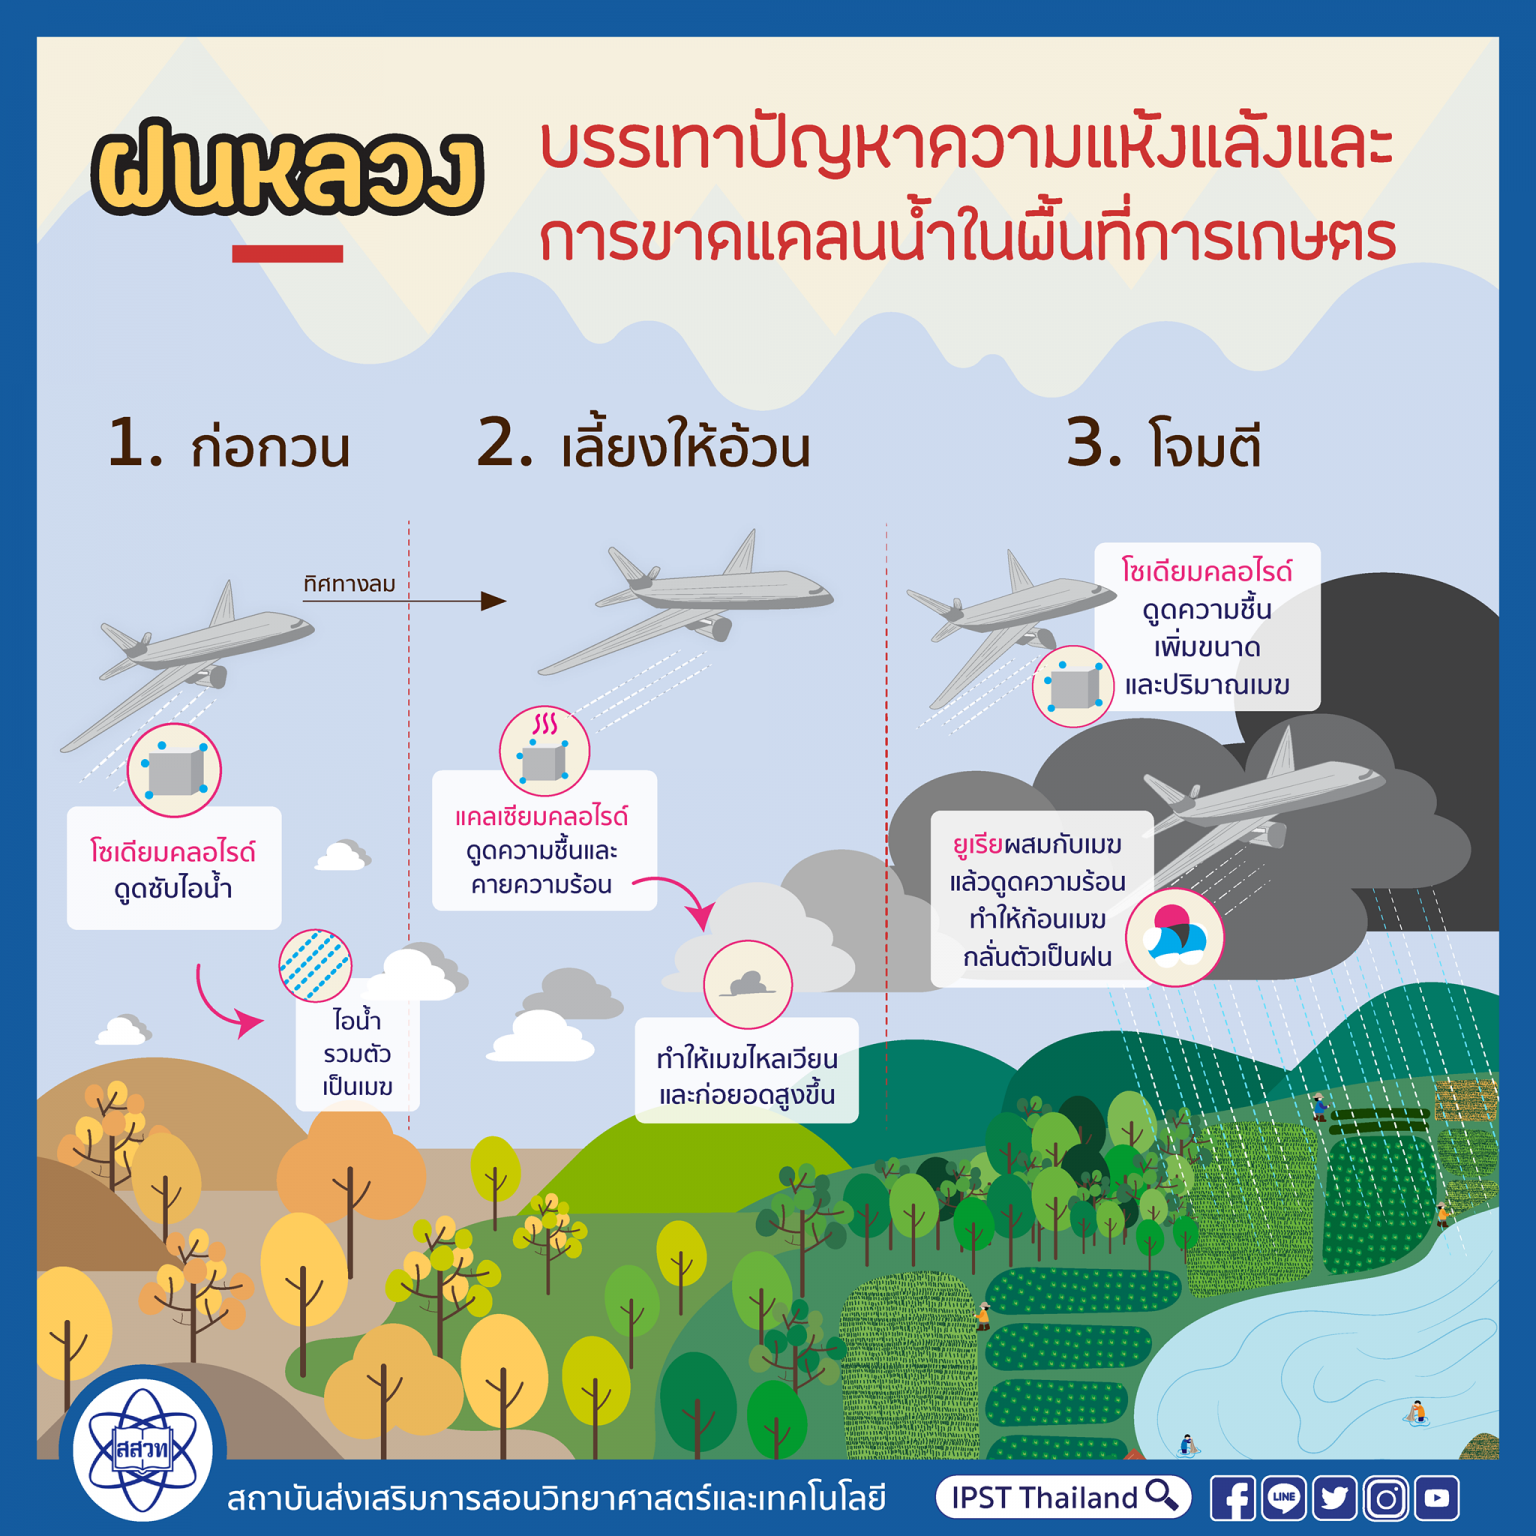 ฝนหลวง
บรรเทาปัญหาความแห้งแล้งและ
การขาดแคลนน้ำในพื้นที่การเกษตร
1. ก่อกวน
2. เลี้ยงให้อ้วน
3. โจมตี
ทิศทางลม
โซเดียมคลอไรด์
ดูดซับไอน้ำ
ไอน้ำ
รวมตัว
เป็นเมฆ
แคลเซียมคลอไรด์
ดูดความชื้นและ
คายความร้อน
ทำให้เมฆไหลเวียน
และก่อยอดสูงขึ้น
โซเดียมคลอไรด์
ดูดความชื้น
เพิ่มขนาด
และปริมาณเมฆ
ยูเรียผสมกับเมฆ
แล้วดูดความร้อน
ทำให้ก้อนเมฆ
กลั่นตัวเป็นฝน
สสวท
สถาบันส่งเสริมการสอนวิทยาศาสตร์และเทคโนโลยี
IPST Thailand
LINE